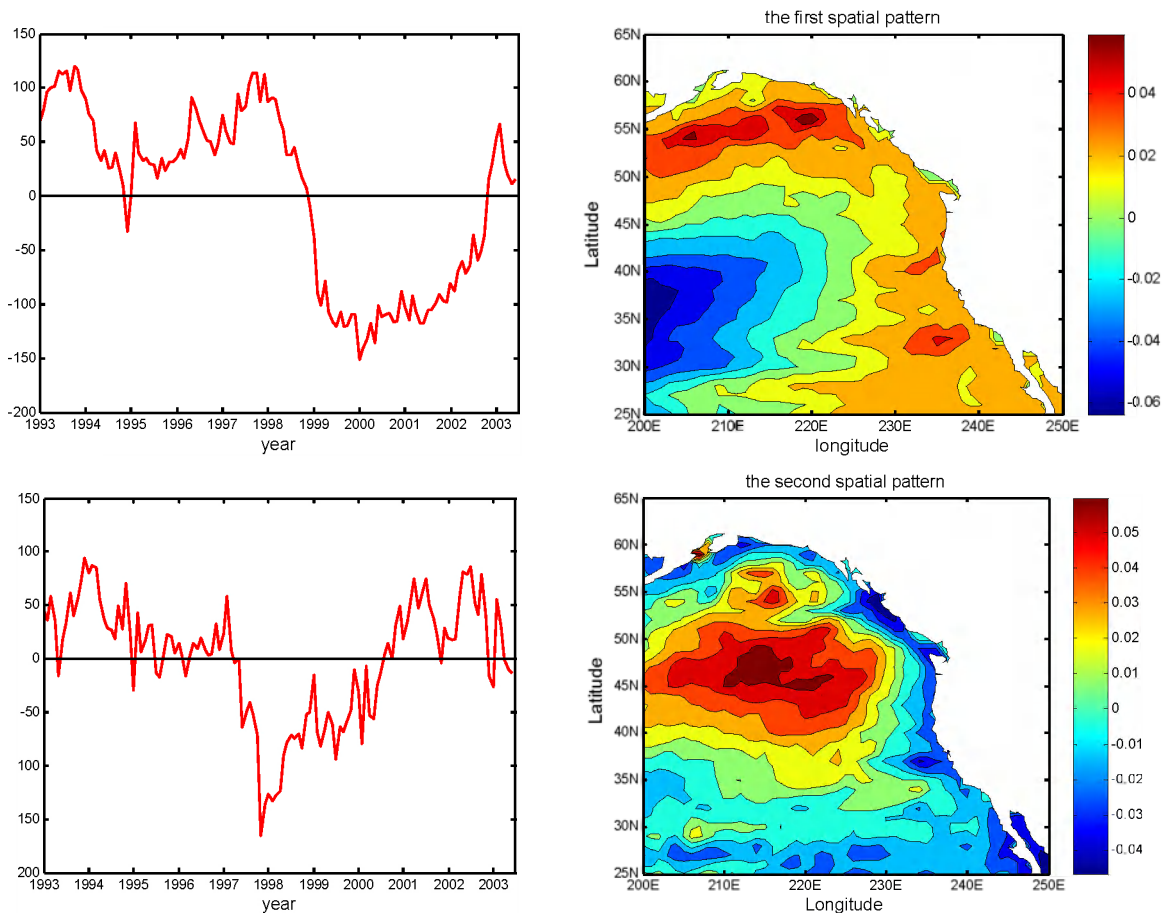 150
100
50
0
-50
-100
-150
-200
1993 1994 1995 1996 1997 1998 1999 2000 2001 2002 2003
year
the first spatial pattern
65N
60N
55N
50N
45N
40N
35N
30N
25N
Latitude
200E 210E 220E 230E 240E 250E
longitude
0 04
0 02
0
-0.02
-0.04
-0.06
150
100
50
0
50
100
150
200
1993 1994 1995 1996 1997 1998 1999 2000 2001 2002 2003
year
the second spatial pattern
65N
60N
55N
50N
45N
40N
35N
30N
25N
Latitude
200E 210E 220E 230E 240E 250E
Longitude
0.05
0.04
0.03
0.02
0.01
0
-0.01
-0.02
-0.03
-0.04